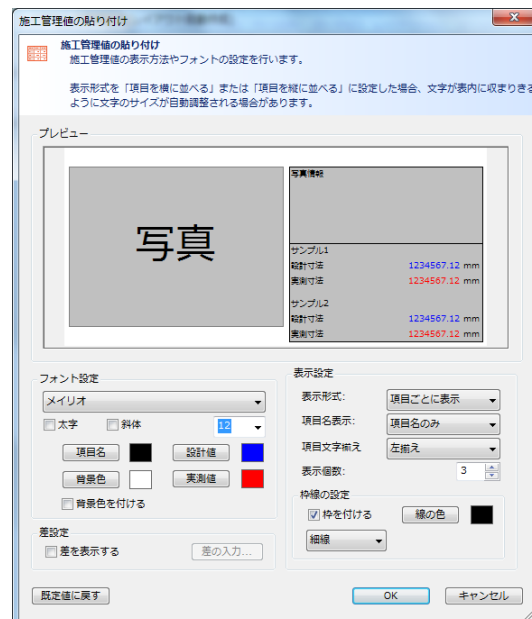 施工管理値の貼り付け
施工管理値の貼り付け
施工管理値の表示方法やフォントの設定を行います。
表示形式を「項目を横に並べる」または「項目を縦に並べる」に設定した場合、文字が表内に収まりきる
ように文字のサイズが自動調整される場合があります。
プレビュー
写真
写真情報
サンプル1
設計寸法 1234567.12 mm
実測寸法 1234567.12 mm
サンプル2
設計寸法 1234567.12 mm
実測寸法 1234567.12 mm
フォント設定
メイリオ
太字 斜体 12
項目名 設計値
背景色 実測値
背景色を付ける
差設定
差を表示する 差の入力...
表示設定
表示形式: 項目ごとに表示
項目名表示: 項目名のみ
項目文字揃え 左揃え
表示個数: 3
枠線の設定
枠を付ける 線の色
細線
既定値に戻す OK キャンセル